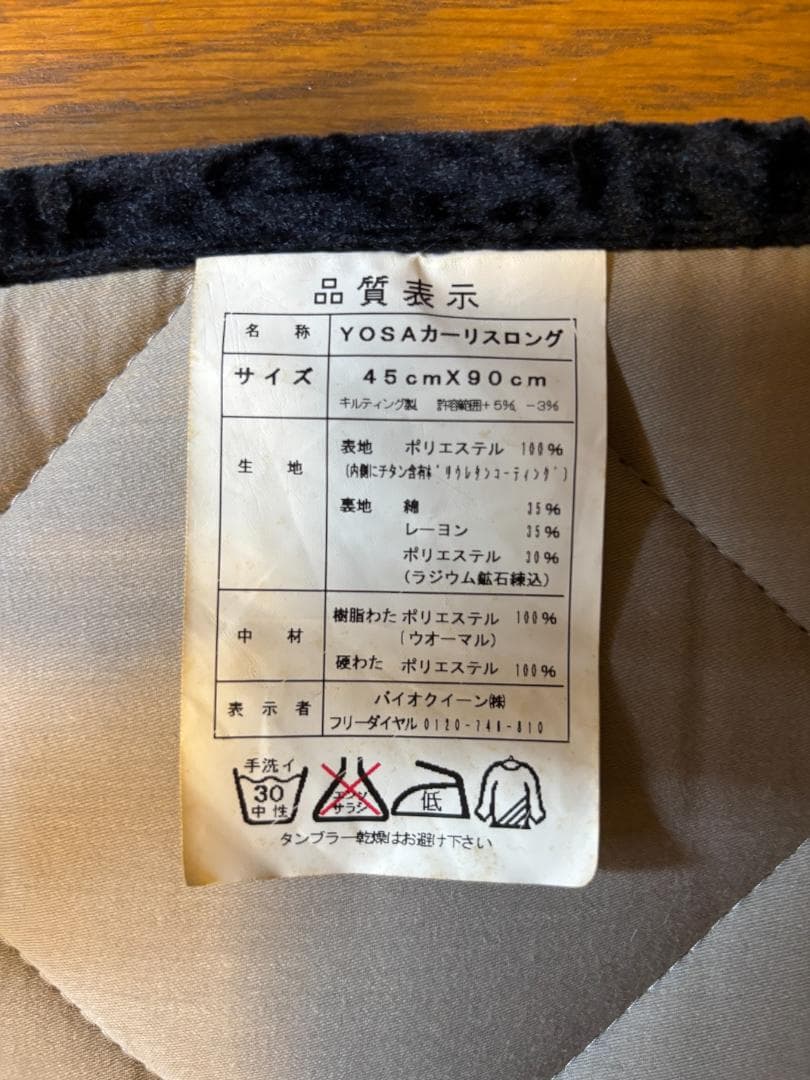 品質表示
名称 YOSAカーリスロング
サイズ 45cmX90cm
キルティング製 許容範囲+5%、-3%
生地 表地 ポリエステル 100%
(内側にチタン含有ポリウレタンコーティング)
裏地 綿 35%
レーヨン 35%
ポリエステル 30%
(ラジウム鉱石練込)
中材 樹脂わた ポリエステル 100%
(ウオーマル)
硬わた ポリエステル 100%
表示者 バイオクイーン㈱
フリーダイヤル 0120-748-810
手洗イ
30
中性
エンソ
サラシ
低
タンブラー乾燥はお避け下さい